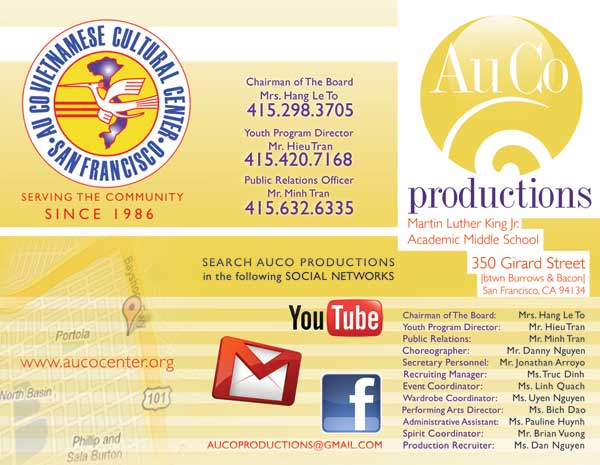 AU CO VIETNAMESE CULTURAL CENTER
SAN FRANCISCO
SERVING THE COMMUNITY
SINCE 1986
Chairman of The Board
Mrs. Hang Le To
415.298.3705
Youth Program Director
Mr. Hieu Tran
415.420.7168
Public Relations Officer
Mr. Minh Tran
415.632.6335
Au Co
productions
Martin Luther King Jr.
Academic Middle School
350 Girard Street
[btwn Burrows & Bacon]
San Francisco, CA 94134
SEARCH AUCO PRODUCTIONS
in the following SOCIAL NETWORKS
YouTube
f
AUCOPRODUCTIONS@GMAIL.COM
Bayshore
Portola
www.aucocenter.org
North Basin
101
Phillip and
Sala Burton
Chairman of The Board: Mrs. Hang Le To
Youth Program Director: Mr. Hieu Tran
Public Relations: Mr. Minh Tran
Choreographer: Mr. Danny Nguyen
Secretary Personnel: Mr. Jonathan Arroyo
Recruiting Manager: Ms. Truc Dinh
Event Coordinator: Ms. Linh Quach
Wardrobe Coordinator: Ms. Uyen Nguyen
Performing Arts Director: Ms. Bich Dao
Administrative Assistant: Ms. Pauline Huynh
Spirit Coordinator: Mr. Brian Vuong
Production Recruiter: Ms. Dan Nguyen